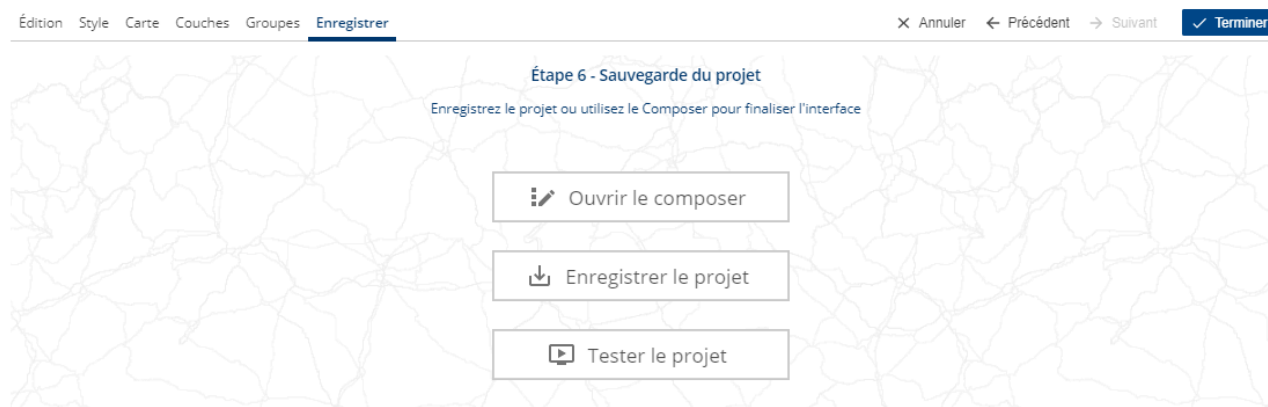 Édition Style Carte Couches Groupes Enregistrer Annuler Précédent Suivant Terminer
Étape 6 - Sauvegarde du projet
Enregistrez le projet ou utilisez le Composer pour finaliser l'interface
Ouvrir le composer
Enregistrer le projet
Tester le projet